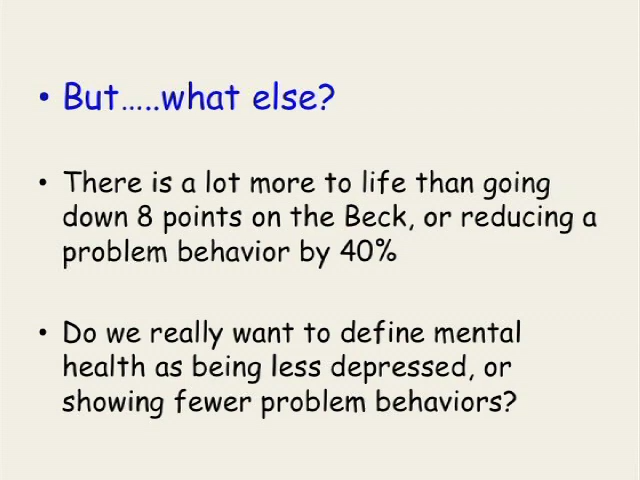 • But…..what else?
• There is a lot more to life than going
down 8 points on the Beck, or reducing a
problem behavior by 40%
• Do we really want to define mental
health as being less depressed, or
showing fewer problem behaviors?